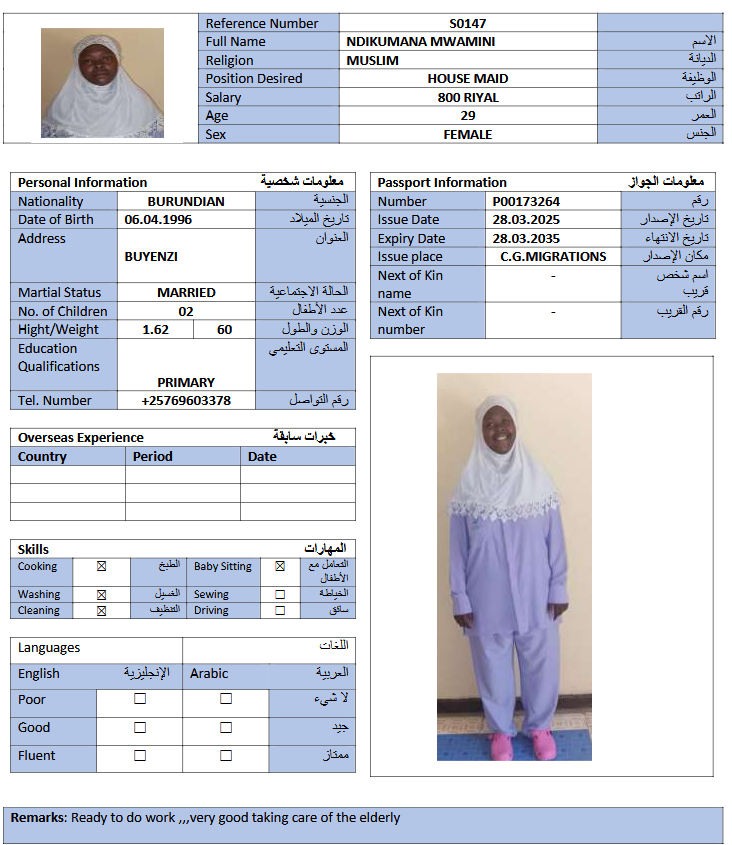 Reference Number S0147
Full Name NDIKUMANA MWAMINI الاسم
Religion MUSLIM الديانة
Position Desired HOUSE MAID الوظيفة
Salary 800 RIYAL الراتب
Age 29 العمر
Sex FEMALE الجنس
Personal Information معلومات شخصية
Nationality BURUNDIAN الجنسية
Date of Birth 06.04.1996 تاريخ الميلاد
Address العنوان
BUYENZI
Martial Status MARRIED الحالة الاجتماعية
No. of Children 02 عدد الأطفال
Hight/Weight 1.62 60 الوزن والطول
Education المستوى التعليمي
Qualifications
PRIMARY
Tel. Number +25769603378 رقم التواصل
Passport Information معلومات الجواز
Number P00173264 رقم
Issue Date 28.03.2025 تاريخ الإصدار
Expiry Date 28.03.2035 تاريخ الانتهاء
Issue place C.G.MIGRATIONS مكان الإصدار
Next of Kin - اسم شخص
name قريب
Next of Kin - رقم القريب
number
Overseas Experience خبرات سابقة
Country Period Date
Skills المهارات
Cooking ☒ الطبخ Baby Sitting ☒ التعامل مع
الأطفال
Washing ☒ الغسيل Sewing ☐ الخياطة
Cleaning ☒ التنظيف Driving ☐ سائق
Languages اللغات
English الإنجليزية Arabic العربية
Poor ☐ ☐ لا شيء
Good ☐ ☐ جيد
Fluent ☐ ☐ ممتاز
Remarks: Ready to do work ,,,very good taking care of the elderly